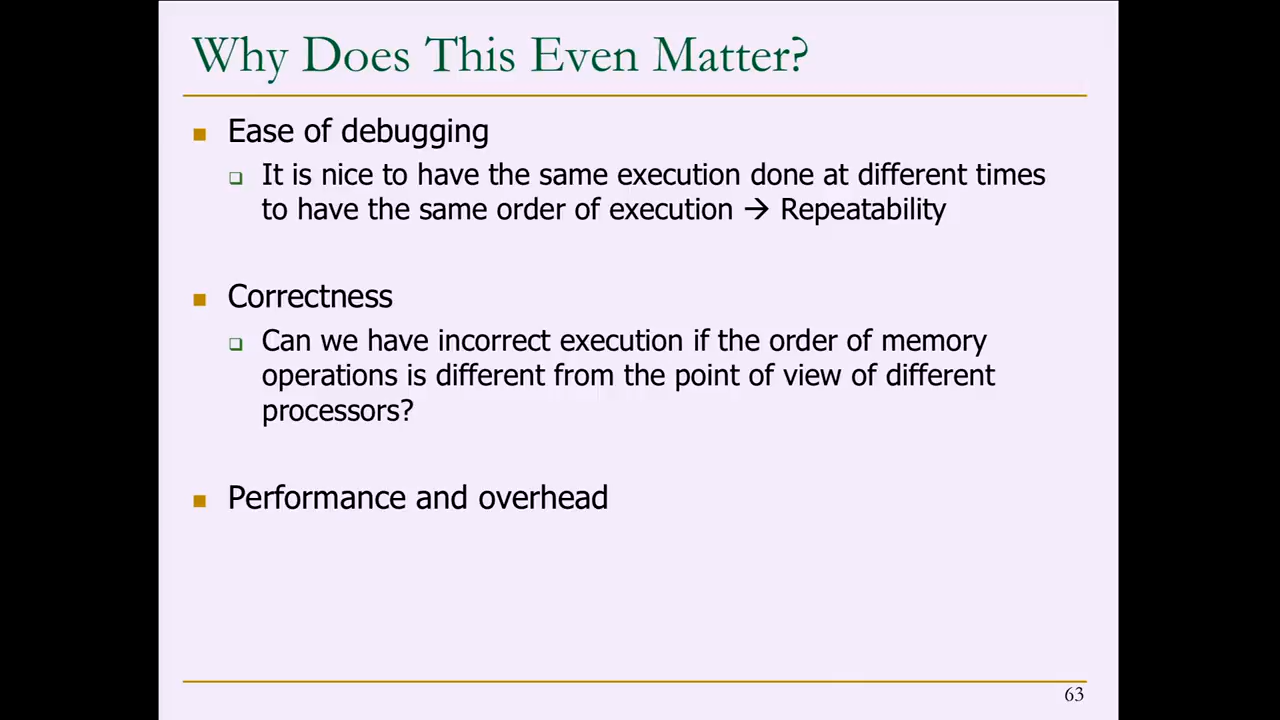 Why Does This Even Matter?
Ease of debugging
It is nice to have the same execution done at different times
to have the same order of execution → Repeatability
Correctness
Can we have incorrect execution if the order of memory
operations is different from the point of view of different
processors?
Performance and overhead
63